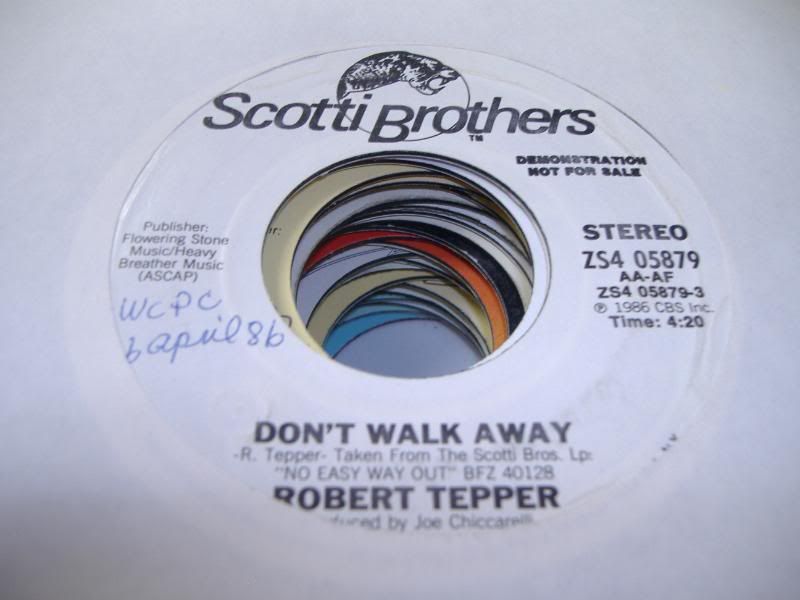 Scotti Brothers
TM
DEMONSTRATION
NOT FOR SALE
Publisher:
Flowering Stone
Music/Heavy
Breather Music
(ASCAP)
WCPC
6 april 86
STEREO
ZS4 05879
AA-AF
ZS4 05879-3
℗ 1986 CBS Inc.
Time: 4:20
DON'T WALK AWAY
-R. Tepper- Taken From The Scotti Bros. Lp:
"NO EASY WAY OUT" BFZ 40128
ROBERT TEPPER
by Joe Chiccarelli